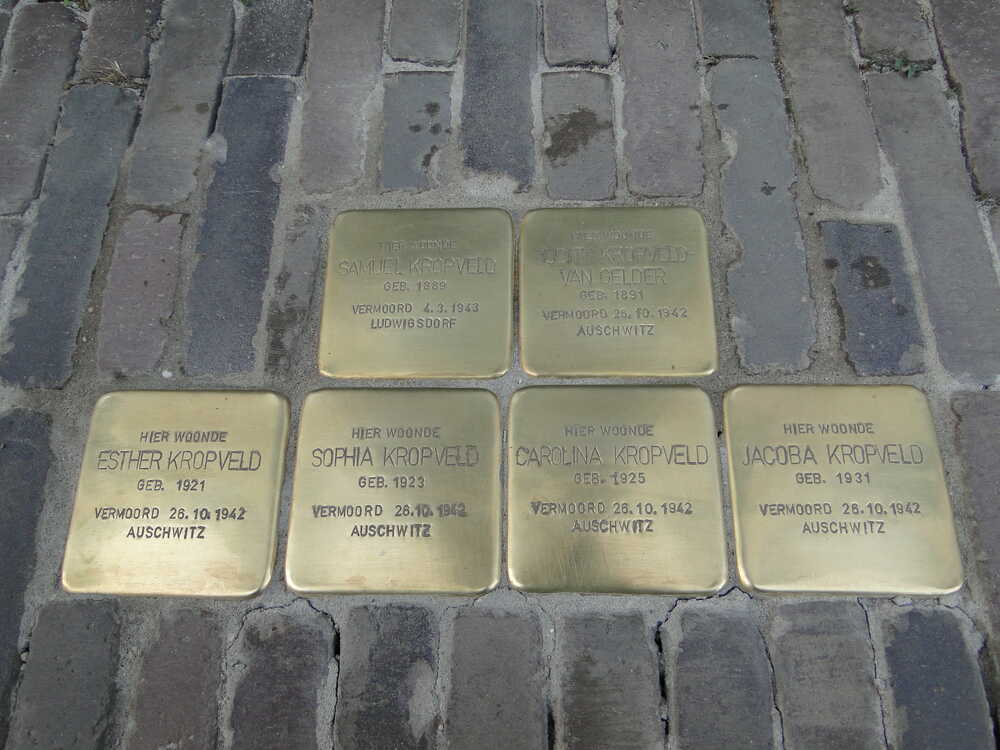 HIER WOONDE
SAMUEL KROPVELD
GEB. 1889
VERMOORD 4.3.1943
LUDWIGSDORF
HIER WOONDE
KROPVELD-
VAN GELDER
GEB. 1891
VERMOORD 26.10.1942
AUSCHWITZ
HIER WOONDE
ESTHER KROPVELD
GEB. 1921
VERMOORD 26.10.1942
AUSCHWITZ
HIER WOONDE
SOPHIA KROPVELD
GEB. 1923
VERMOORD 26.10.1942
AUSCHWITZ
HIER WOONDE
CAROLINA KROPVELD
GEB. 1925
VERMOORD 26.10.1942
AUSCHWITZ
HIER WOONDE
JACOBA KROPVELD
GEB. 1931
VERMOORD 26.10.1942
AUSCHWITZ